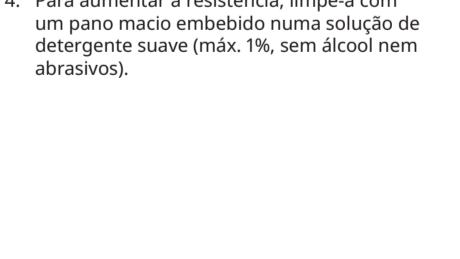 4. Para aumentar a resistência, limpe-a com
um pano macio embebido numa solução de
detergente suave (máx. 1%, sem álcool nem
abrasivos).